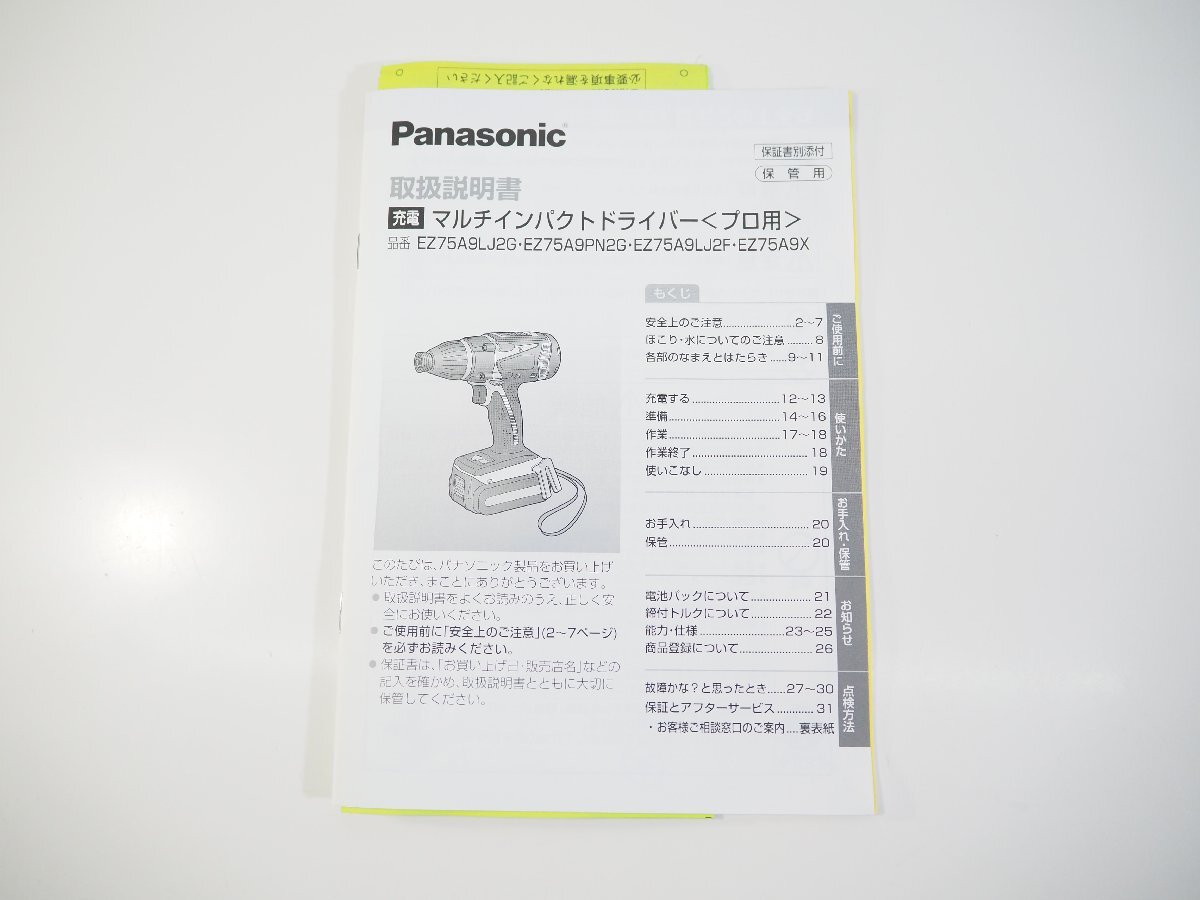 必要事項を漏れなくご記入ください
Panasonic
保証書別添付
保管用
取扱説明書
充電 マルチインパクトドライバー<プロ用>
品番 EZ75A9LJ2G・EZ75A9PN2G・EZ75A9LJ2F・EZ75A9X
もくじ
安全上のご注意........................2〜7
ほこり・水についてのご注意.........8
各部のなまえとはたらき......9〜11
ご使用前に
充電する..............................12〜13
準備......................................14〜16
作業......................................17〜18
作業終了.......................................18
使いこなし...................................19
使いかた
お手入れ.......................................20
保管...............................................20
お手入れ・保管
電池パックについて.....................21
締付トルクについて.....................22
能力・仕様............................23〜25
商品登録について.........................26
お知らせ
故障かな?と思ったとき......27〜30
保証とアフターサービス............31
・お客様ご相談窓口のご案内....裏表紙
点検方法
このたびは、パナソニック製品をお買い上げ
いただき、まことにありがとうございます。
●取扱説明書をよくお読みのうえ、正しく安
全にお使いください。
●ご使用前に「安全上のご注意」(2〜7ページ)
を必ずお読みください。
●保証書は、「お買い上げ日・販売店名」などの
記入を確かめ、取扱説明書とともに大切に
保管してください。